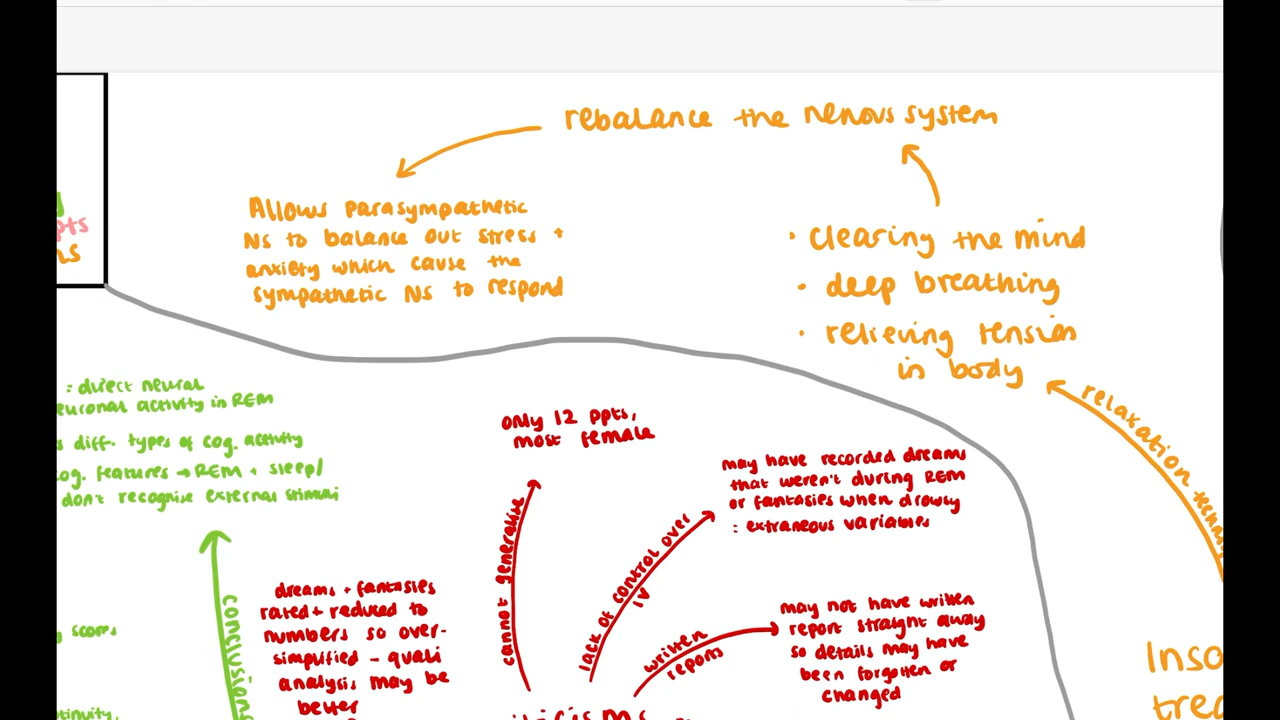 rebalance the nervous system
Allows parasympathetic
NS to balance out stress +
anxiety which cause the
sympathetic NS to respond
• clearing the mind
• deep breathing
• relieving tension
in body
relaxation
pts
ns
: direct neural
euronal activity in REM
s diff. types of cog. activity
cog. features → REM + sleep/
don't recognise external stimuli
conclusions
only 12 ppts,
most female
cannot generalise
may have recorded dreams
that weren't during REM
or fantasies when drowsy
: extraneous variables
lack of control over
IV
dreams + fantasies
rated + reduced to
numbers so over-
simplified - quali
analysis may be
better
written
reports
may not have written
report straight away
so details may have
been forgotten or
changed
g scores
ntinuity,
Inso
trea